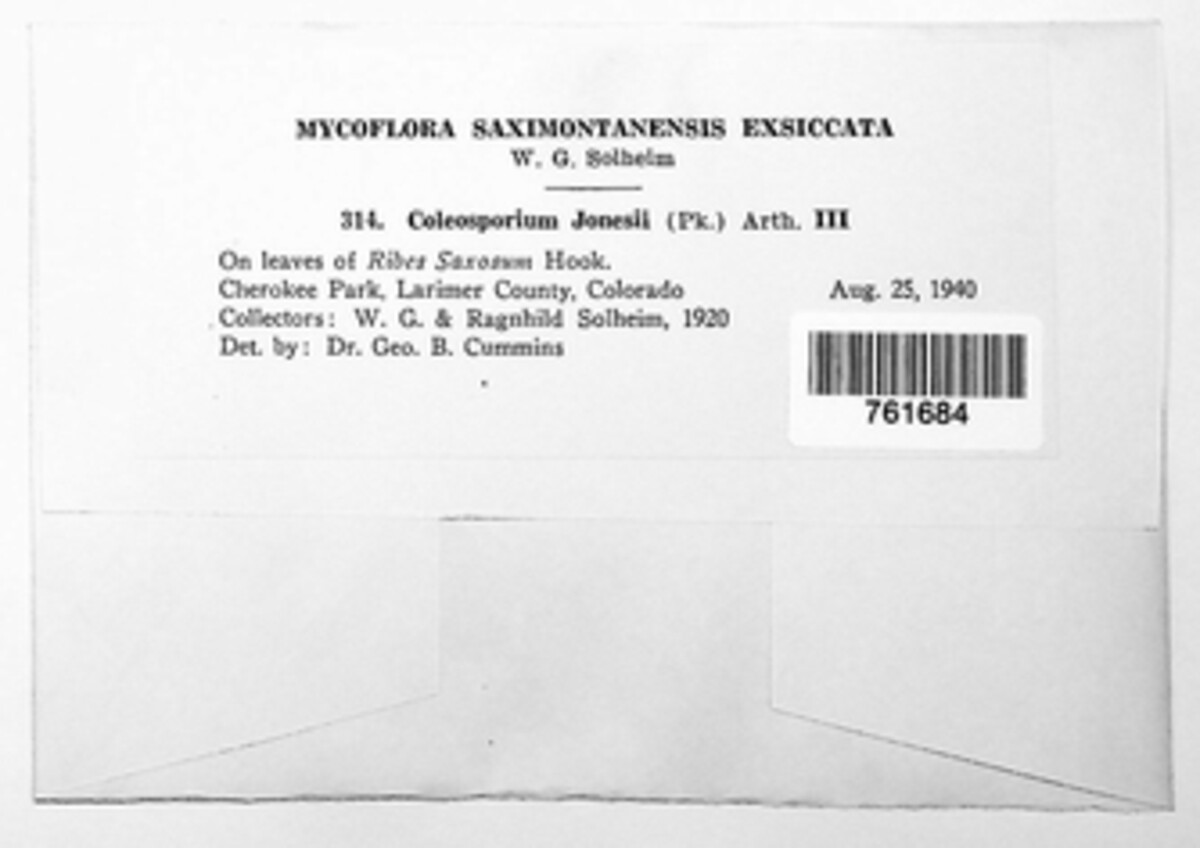 MYCOFLORA SAXIMONTANENSIS EXSICCATA
W. G. Solheim
314. Coleosporium Jonesii (Pk.) Arth. III
On leaves of Ribes Saxosum Hook.
Cherokee Park, Larimer County, Colorado Aug. 25, 1940
Collectors: W. G. & Ragnhild Solheim, 1920
Det. by: Dr. Geo. B. Cummins
761684